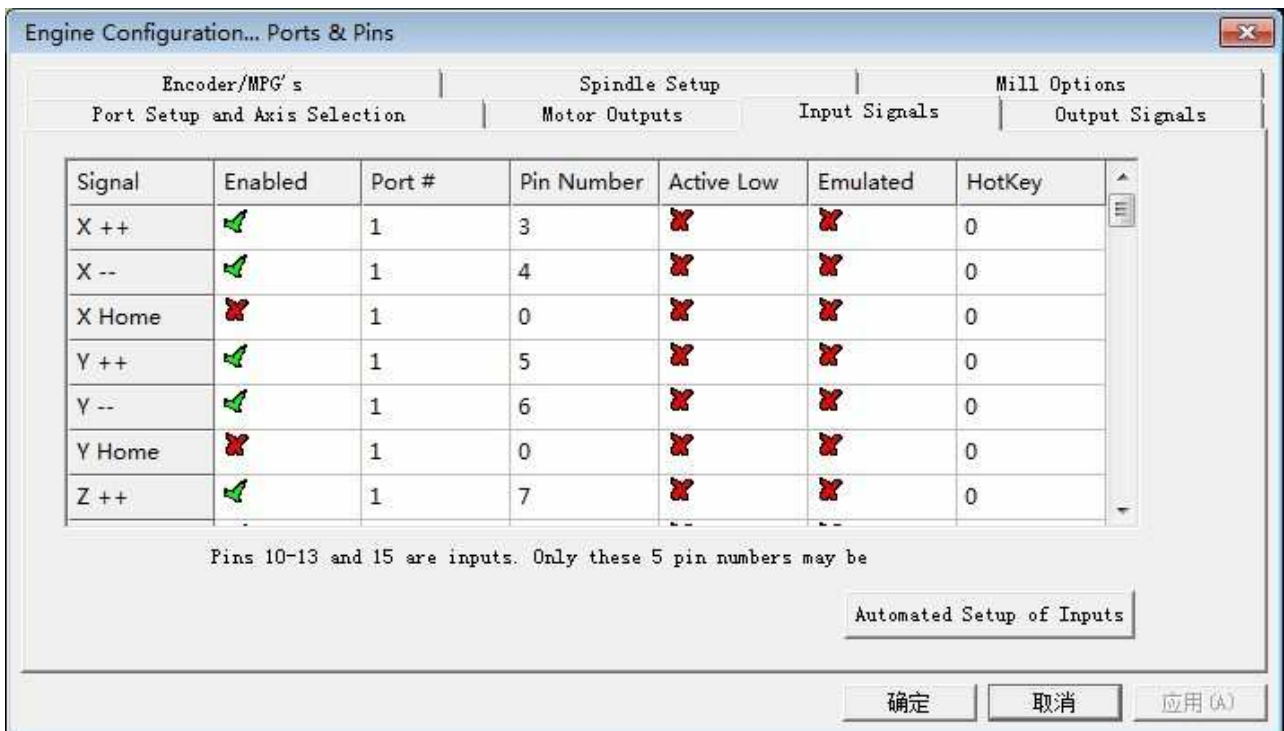 Engine Configuration... Ports & Pins
Encoder/MPG's Spindle Setup Mill Options
Port Setup and Axis Selection Motor Outputs Input Signals Output Signals
Signal Enabled Port # Pin Number Active Low Emulated HotKey
X ++ 1 3 0
X -- 1 4 0
X Home 1 0 0
Y ++ 1 5 0
Y -- 1 6 0
Y Home 1 0 0
Z ++ 1 7 0
Pins 10-13 and 15 are inputs. Only these 5 pin numbers may be
Automated Setup of Inputs
确定 取消 应用(A)